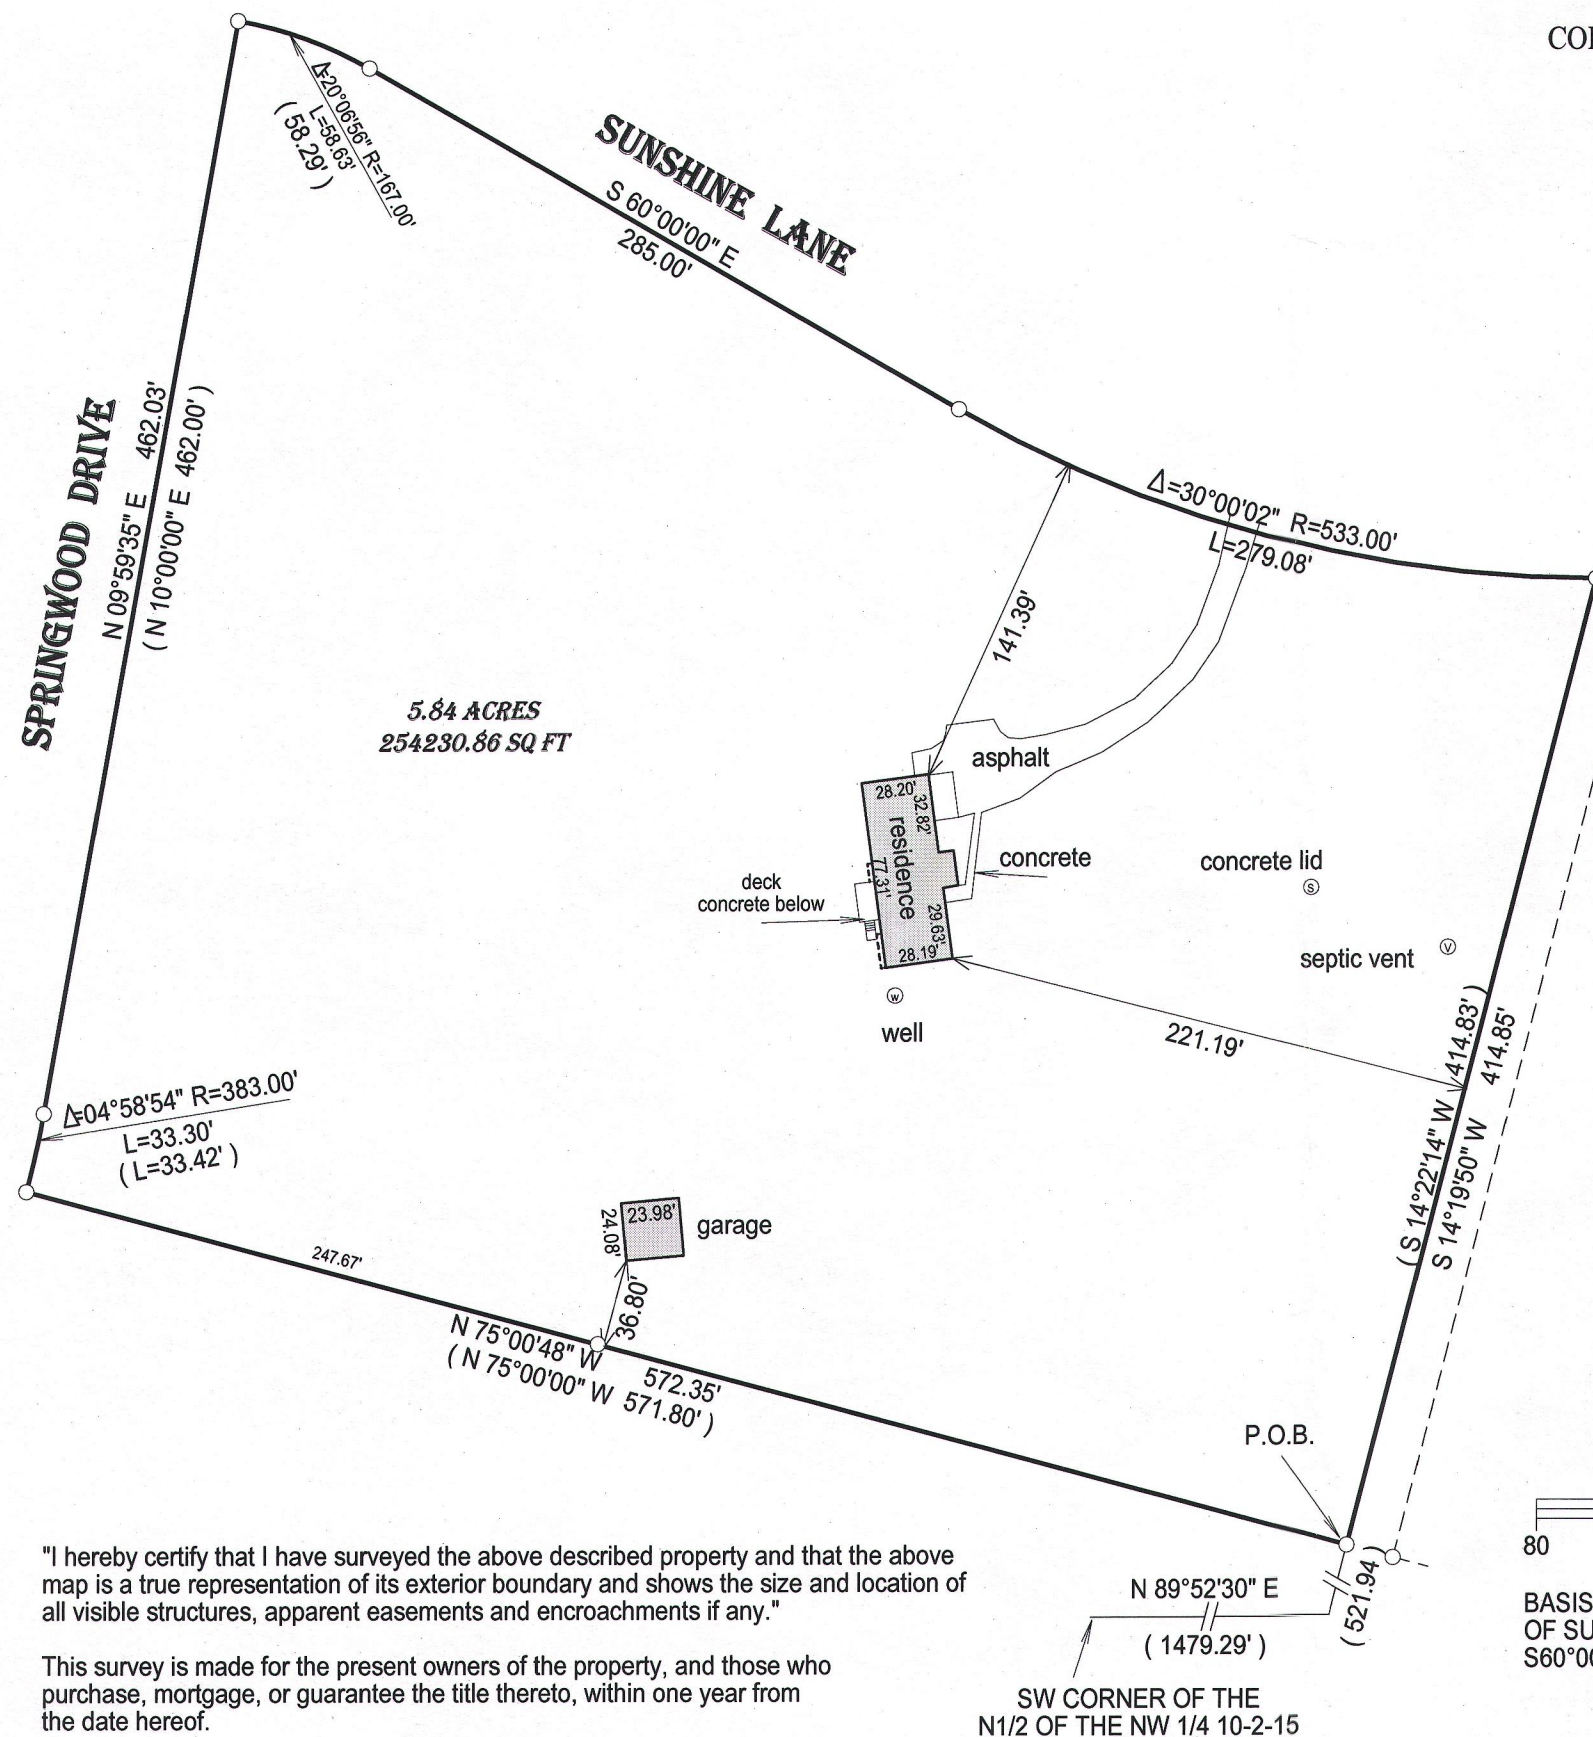 COI
Δ=20°06'56" R=167.00'
L=58.63'
( 58.29' )
SUNSHINE LANE
S 60°00'00" E
285.00'
SPRINGWOOD DRIVE
N 09°59'35" E 462.03'
( N 10°00'00" E 462.00' )
Δ=30°00'02" R=533.00'
L=279.08'
141.39'
5.84 ACRES
254230.86 SQ FT
asphalt
28.20'
32.82'
residence
77.31'
29.63'
28.19'
concrete
concrete lid
S
deck
concrete below
V
septic vent
W
well
221.19'
( S 14°22'14" W 414.83' )
S 14°19'50" W 414.85'
Δ=04°58'54" R=383.00'
L=33.30'
( L=33.42' )
23.98'
24.08'
garage
36.80'
247.67'
N 75°00'48" W 572.35'
( N 75°00'00" W 571.80' )
P.O.B.
80
N 89°52'30" E
( 1479.29' )
( 521.94 )
SW CORNER OF THE
N1/2 OF THE NW 1/4 10-2-15
BASIS
OF SU
S60°00
"I hereby certify that I have surveyed the above described property and that the above
map is a true representation of its exterior boundary and shows the size and location of
all visible structures, apparent easements and encroachments if any."
This survey is made for the present owners of the property, and those who
purchase, mortgage, or guarantee the title thereto, within one year from
the date hereof.